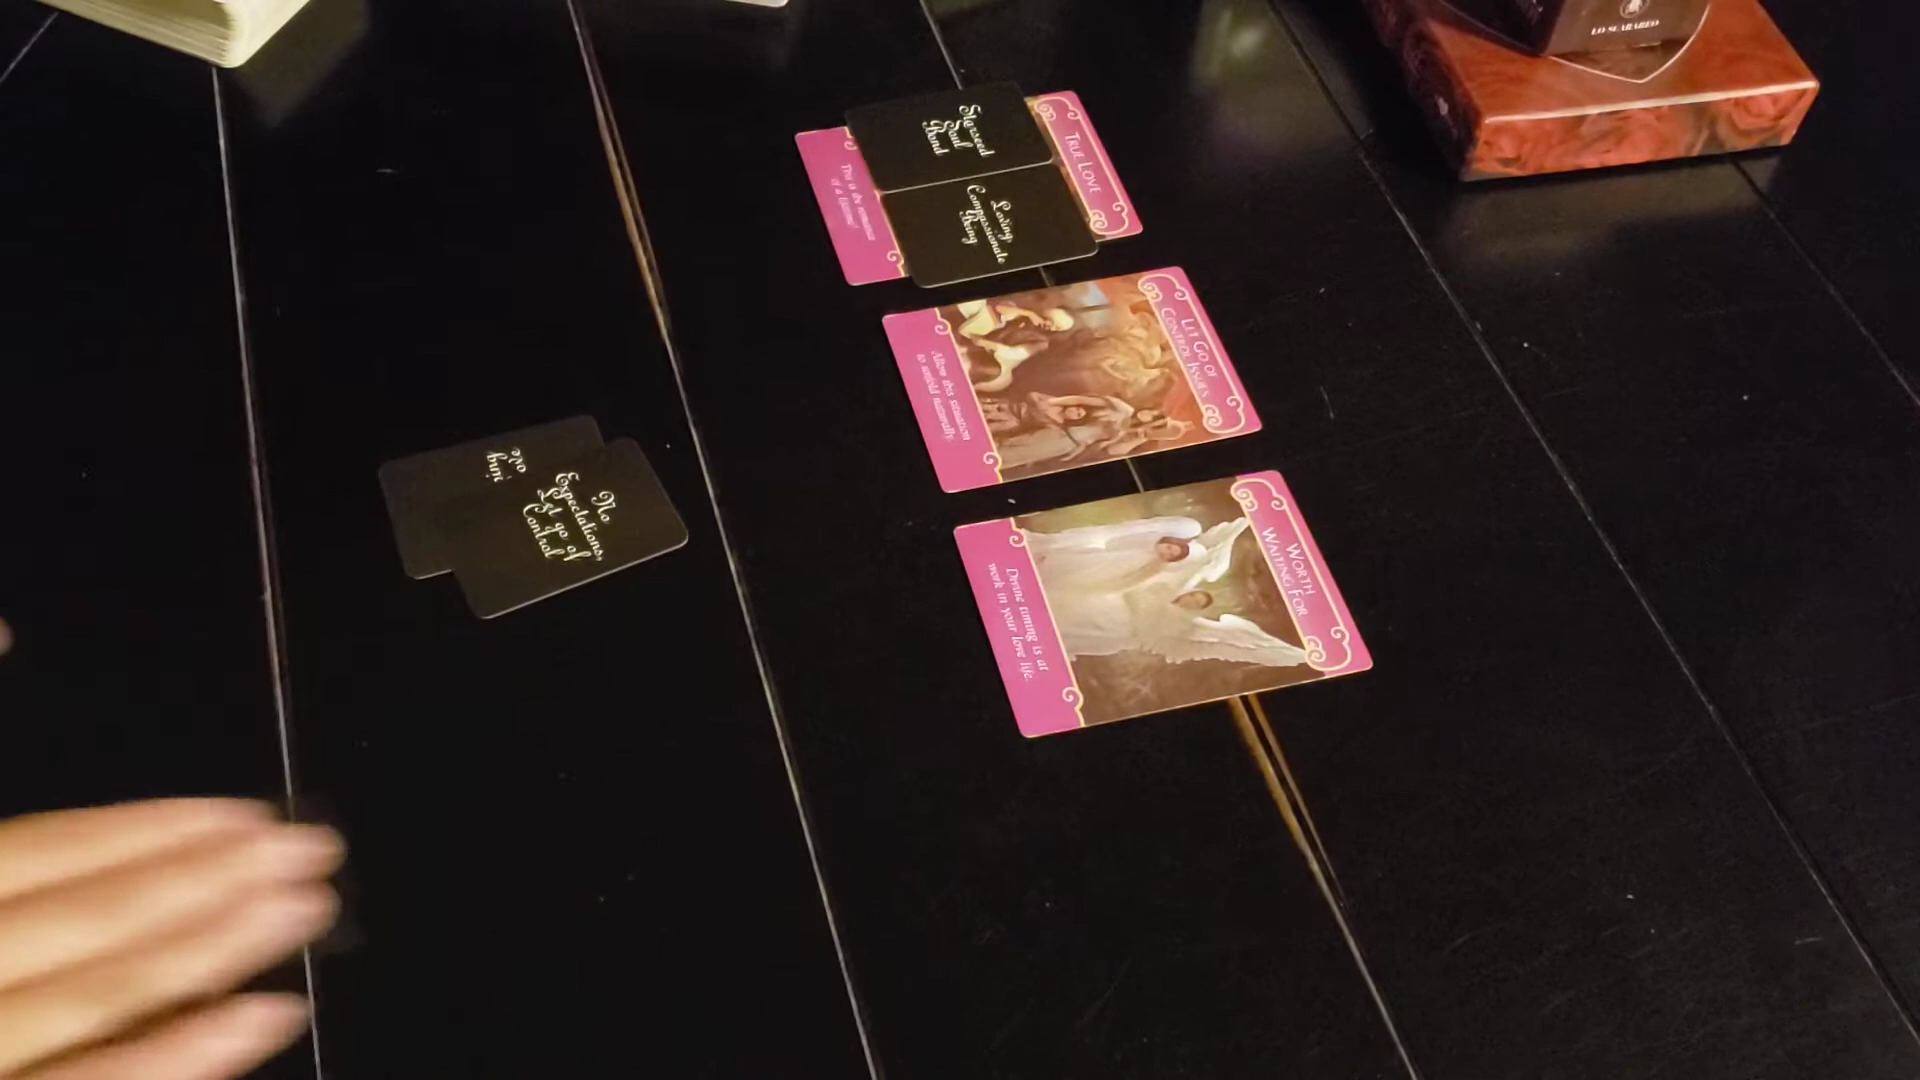 Starseed
Soul
Bond
Loving,
Compassionate
Being
TRUE LOVE
This is the romance
of a lifetime!
LET GO OF
CONTROL ISSUES
Allow this situation
to unfold naturally.
WORTH
WAITING FOR
Divine timing is at
work in your love life.
No
Expectations,
Let go of
Control
LO SCARABEO